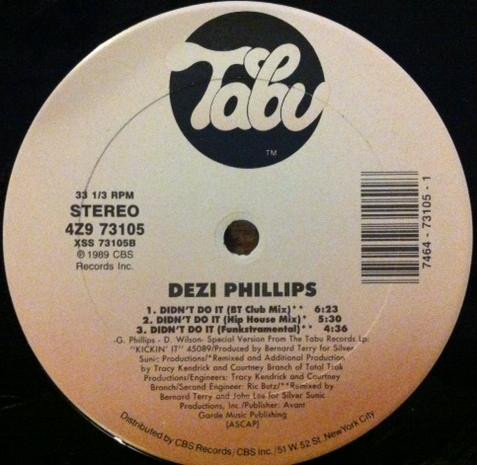 Tabu
TM
33 1/3 RPM
STEREO
4Z9 73105
XSS 73105B
℗ 1989 CBS
Records Inc.
7464 - 73105 - 1
DEZI PHILLIPS
1. DIDN'T DO IT (BT Club Mix)** 6:23
2. DIDN'T DO IT (Hip House Mix)* 5:30
3. DIDN'T DO IT (Funkstramental)** 4:36
-G. Phillips - D. Wilson- Special Version From The Tabu Records Lp:
"KICKIN' IT" 45089/Produced by Bernard Terry for Silver
Sunic Productions/*Remixed and Additional Production
by Tracy Kendrick and Courtney Branch of Total Trak
Productions/Engineers: Tracy Kendrick and Courtney
Branch/Second Engineer: Ric Butz/**Remixed by
Bernard Terry and John Lee for Silver Sunic
Productions, Inc./Publisher: Avant
Garde Music Publishing
(ASCAP)
Distributed by CBS Records/ CBS Inc./ 51 W. 52 St. New York City